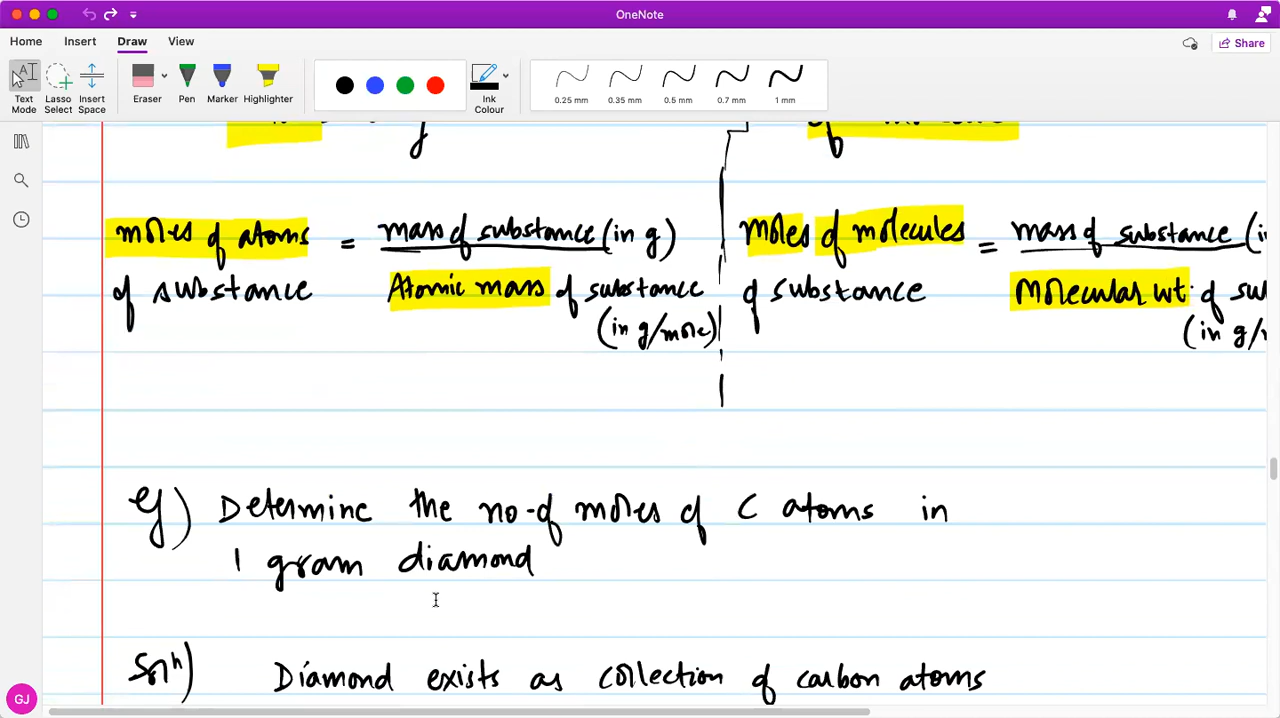 OneNote
Home Insert Draw View
Share
Text Mode
Lasso Select
Insert Space
Eraser
Pen
Marker
Highlighter
Ink Colour
0.25 mm
0.35 mm
0.5 mm
0.7 mm
1 mm
moles of atoms = mass of substance (in g)
of substance Atomic mass of substance
(in g/mole)
moles of molecules = mass of substance
of substance Molecular wt. of
(in g/
eg) Determine the no. of moles of C atoms in
1 gram diamond
Solⁿ) Diamond exists as collection of carbon atoms
GJ